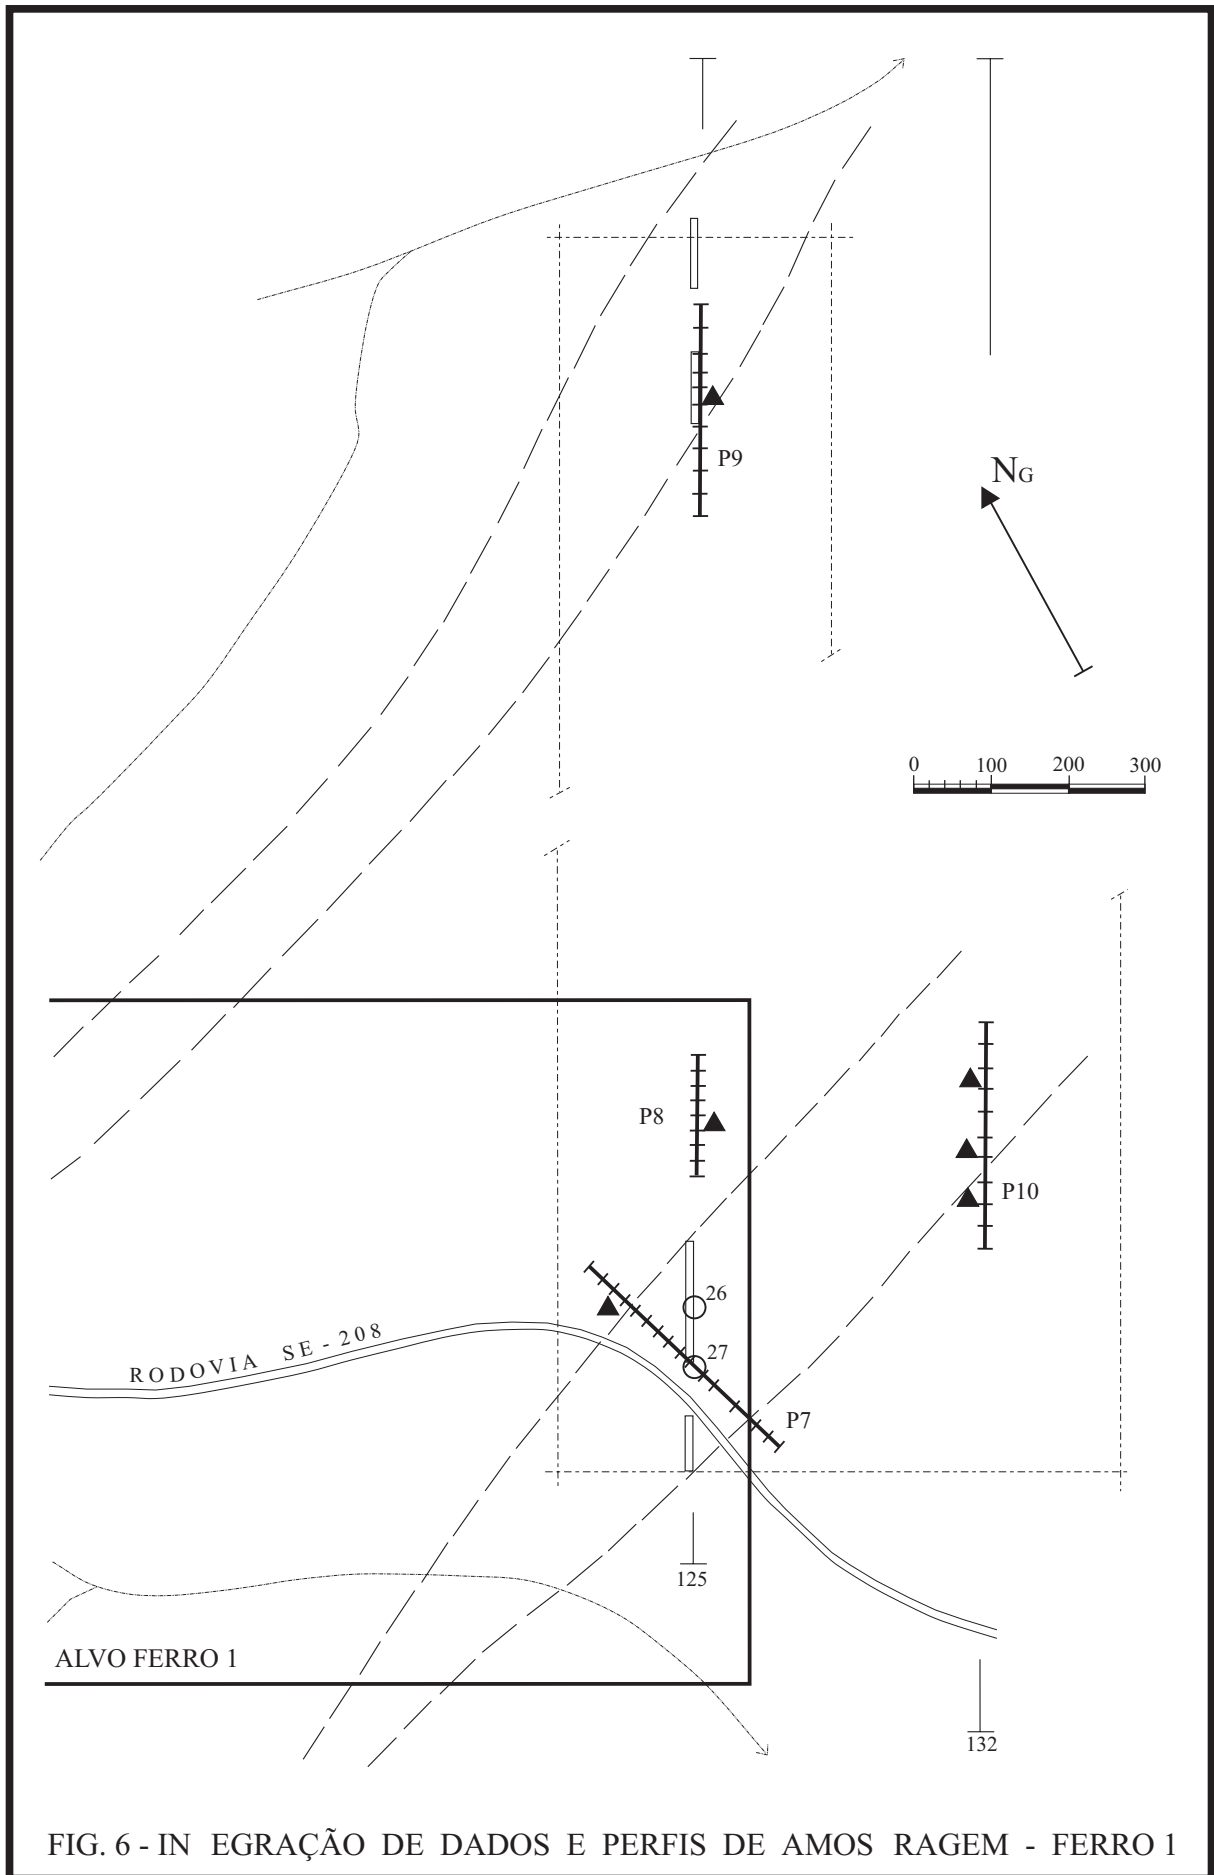 P9
NG
0 100 200 300
P8
P10
26
27
RODOVIA SE - 208
P7
125
ALVO FERRO 1
132
FIG. 6 - IN EGRAÇÃO DE DADOS E PERFIS DE AMOS RAGEM - FERRO 1